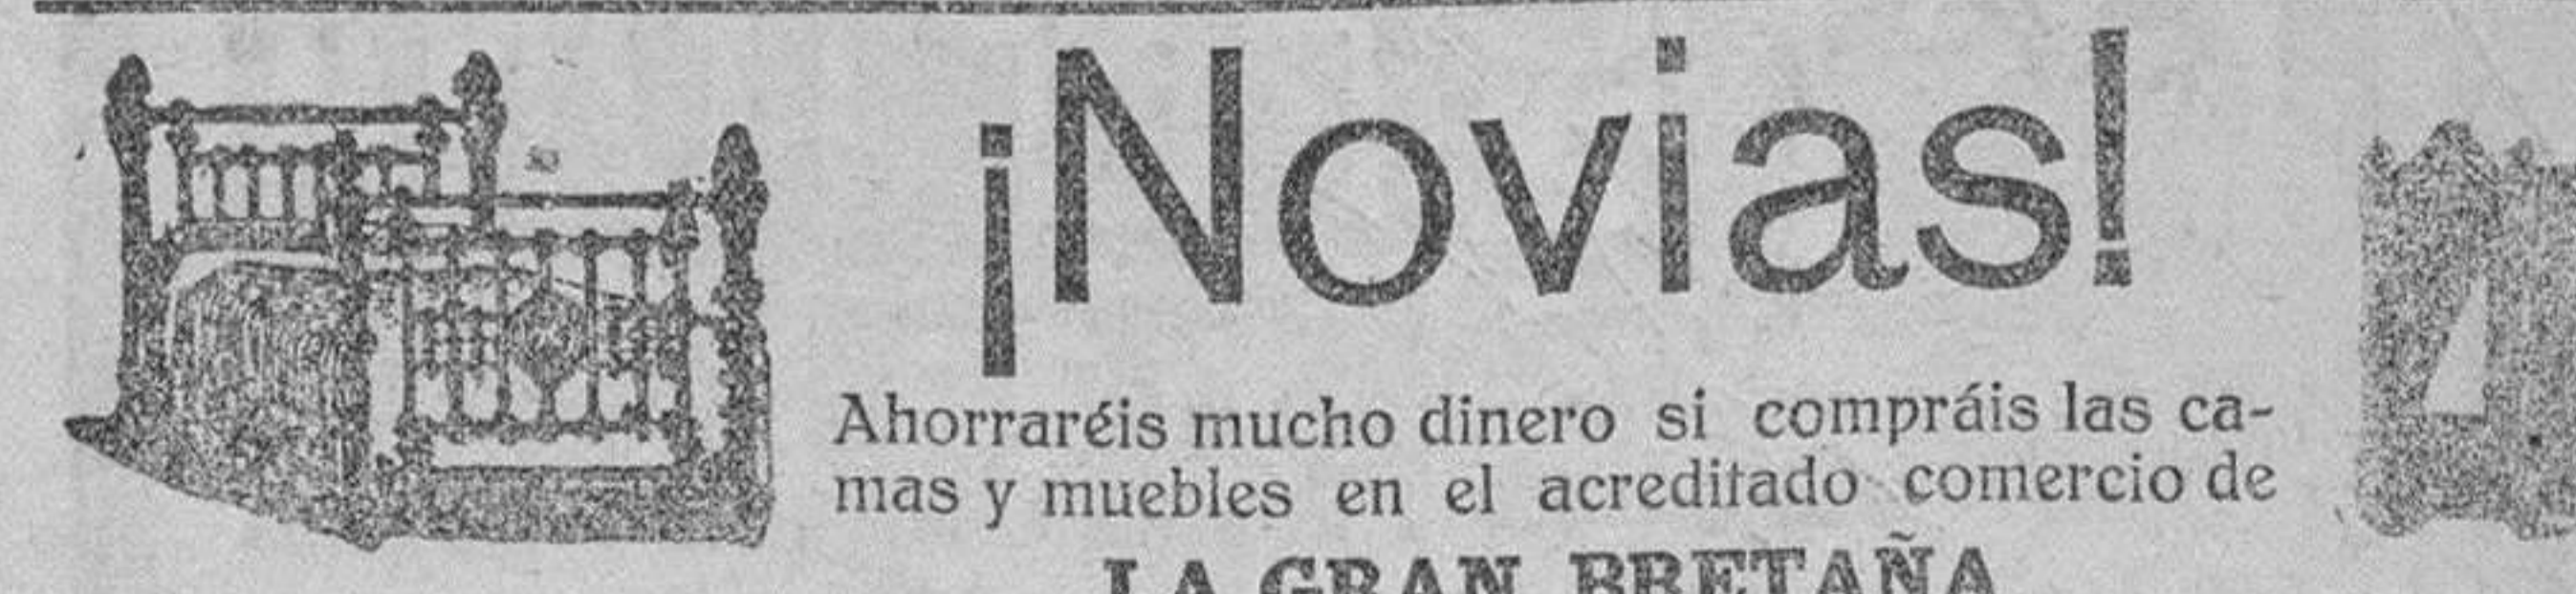 ¡Novias!
Ahorraréis mucho dinero si compráis las ca-
mas y muebles en el acreditado comercio de
LA GRAN BRETAÑA